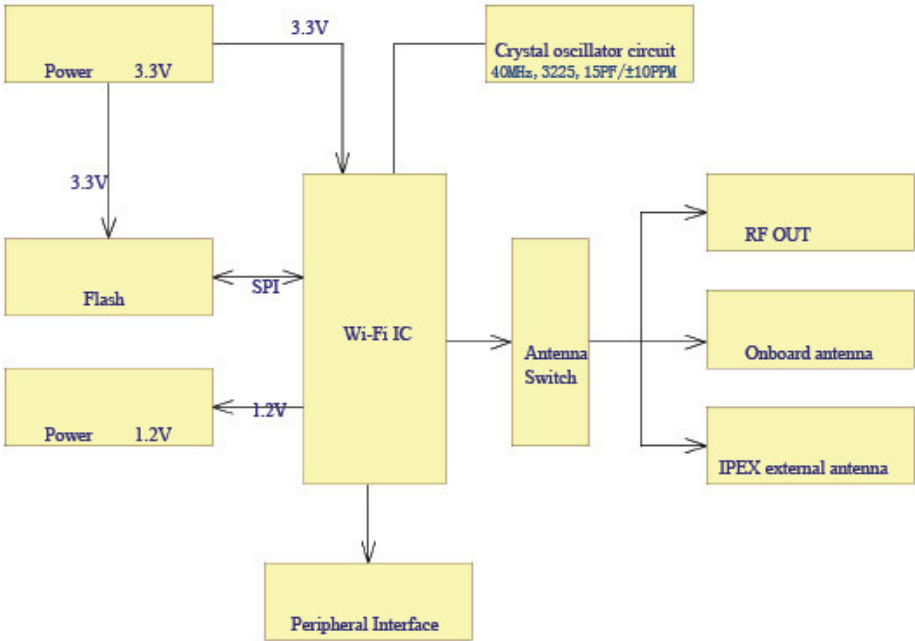 3.3V
Power 3.3V
Crystal oscillator circuit
40MHz, 3225, 15PF/±10PPM
3.3V
RF OUT
Flash
SPI
Wi-Fi IC
Antenna
Switch
Onboard antenna
Power 1.2V
1.2V
IPEX external antenna
Peripheral Interface